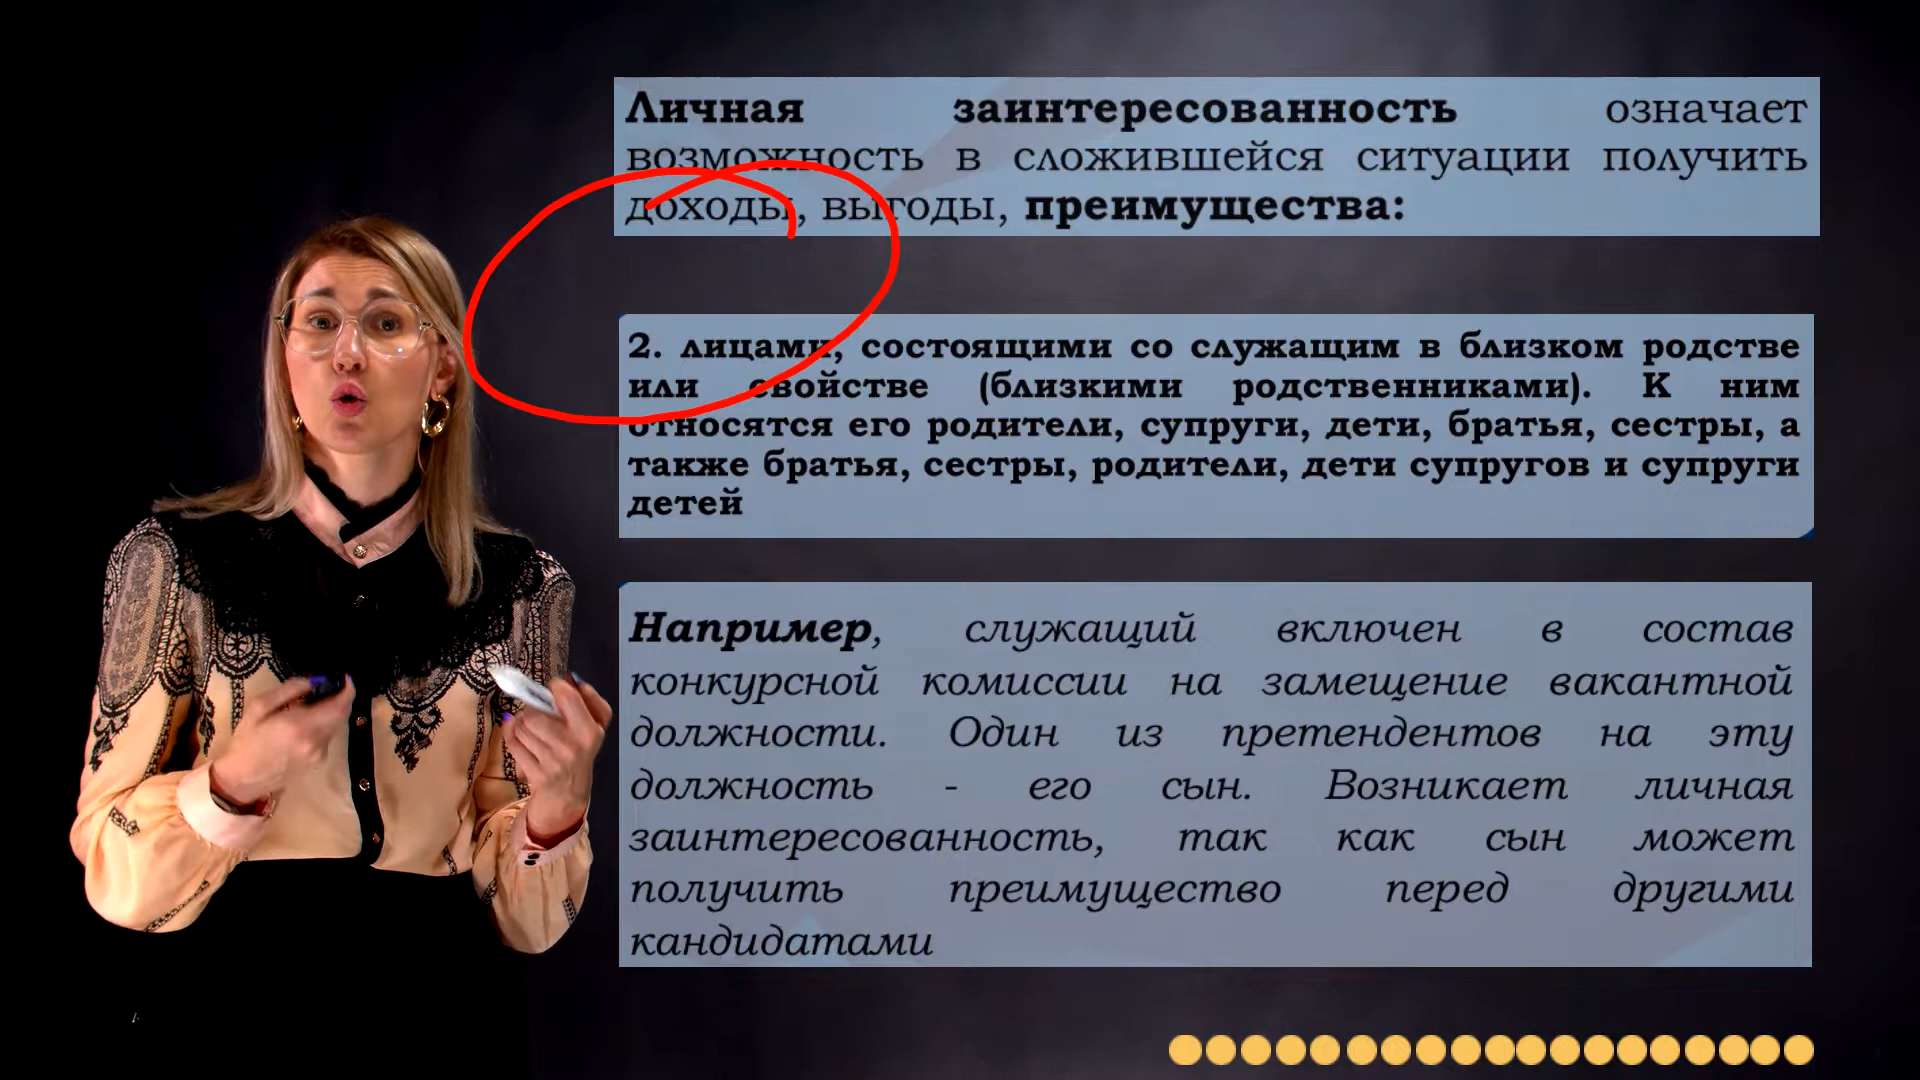 Личная заинтересованность означает
возможность в сложившейся ситуации получить
доходы, выгоды, преимущества:
2. лицами, состоящими со служащим в близком родстве
или свойстве (близкими родственниками). К ним
относятся его родители, супруги, дети, братья, сестры, а
также братья, сестры, родители, дети супругов и супруги
детей
Например, служащий включен в состав
конкурсной комиссии на замещение вакантной
должности. Один из претендентов на эту
должность - его сын. Возникает личная
заинтересованность, так как сын может
получить преимущество перед другими
кандидатами